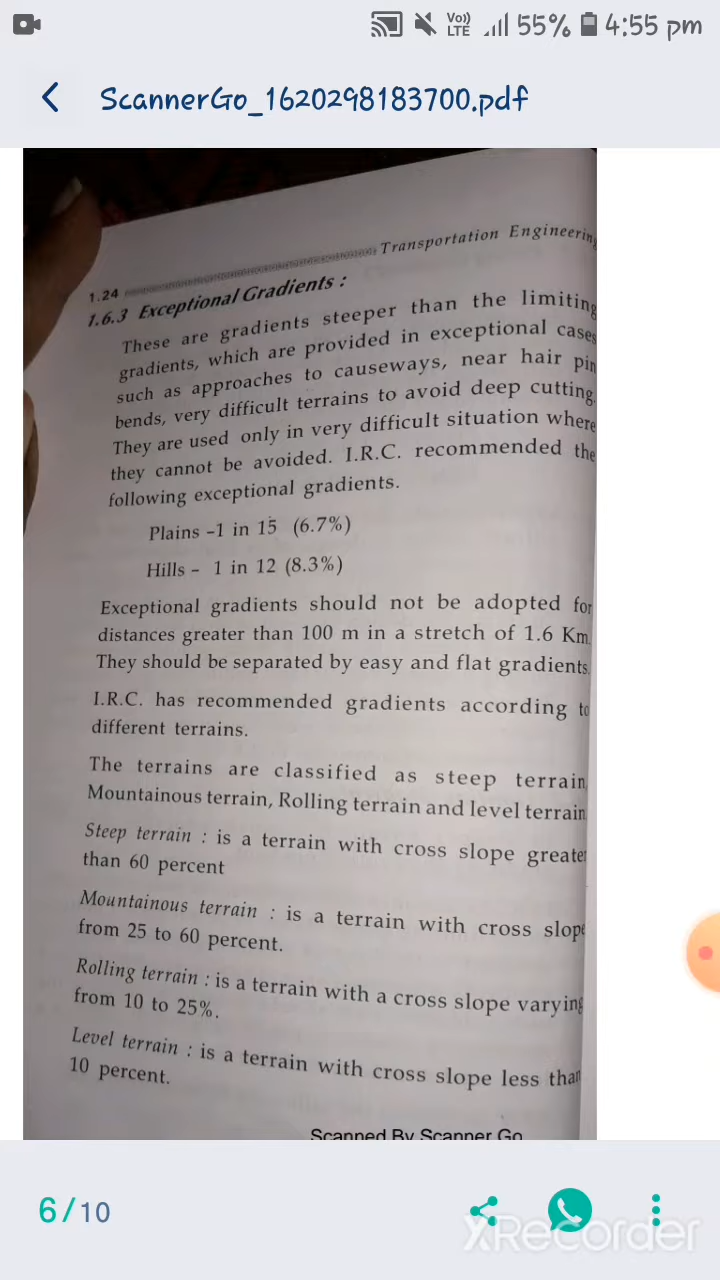 Vo))
LTE
55%
4:55 pm
ScannerGo_1620298183700.pdf
Transportation Engineering
1.24
1.6.3 Exceptional Gradients :
These are gradients steeper than the limiting
gradients, which are provided in exceptional cases
such as approaches to causeways, near hair pin
bends, very difficult terrains to avoid deep cutting.
They are used only in very difficult situation where
they cannot be avoided. I.R.C. recommended the
following exceptional gradients.
Plains -1 in 15 (6.7%)
Hills - 1 in 12 (8.3%)
Exceptional gradients should not be adopted for
distances greater than 100 m in a stretch of 1.6 Km.
They should be separated by easy and flat gradients.
I.R.C. has recommended gradients according to
different terrains.
The terrains are classified as steep terrain,
Mountainous terrain, Rolling terrain and level terrain
Steep terrain : is a terrain with cross slope greater
than 60 percent
Mountainous terrain : is a terrain with cross slope
from 25 to 60 percent.
Rolling terrain : is a terrain with a cross slope varying
from 10 to 25%.
Level terrain : is a terrain with cross slope less than
10 percent.
Scanned By Scanner Go
6/10
XRecorder